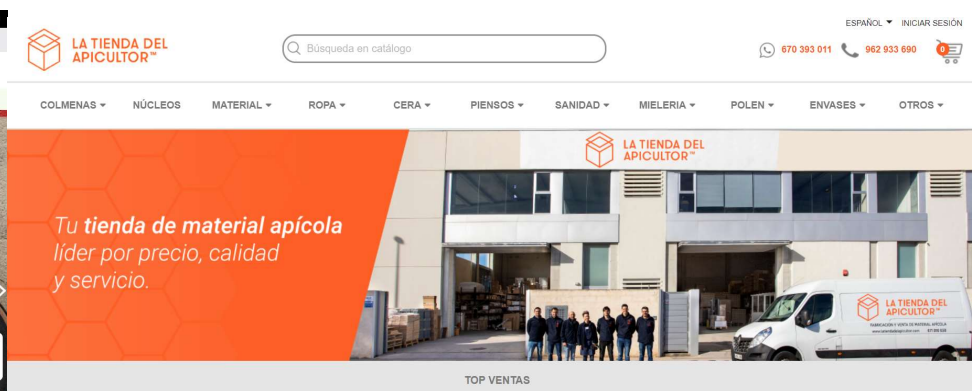 ESPAÑOL INICIAR SESIÓN
LA TIENDA DEL
APICULTOR™
Búsqueda en catálogo
670 393 011
962 933 690
0
COLMENAS NÚCLEOS MATERIAL ROPA CERA PIENSOS SANIDAD MIELERIA POLEN ENVASES OTROS
LA TIENDA DEL
APICULTOR™
Tu tienda de material apícola
líder por precio, calidad
y servicio.
LA TIENDA DEL
APICULTOR™
FABRICACIÓN Y VENTA DE MATERIAL APÍCOLA
TOP VENTAS